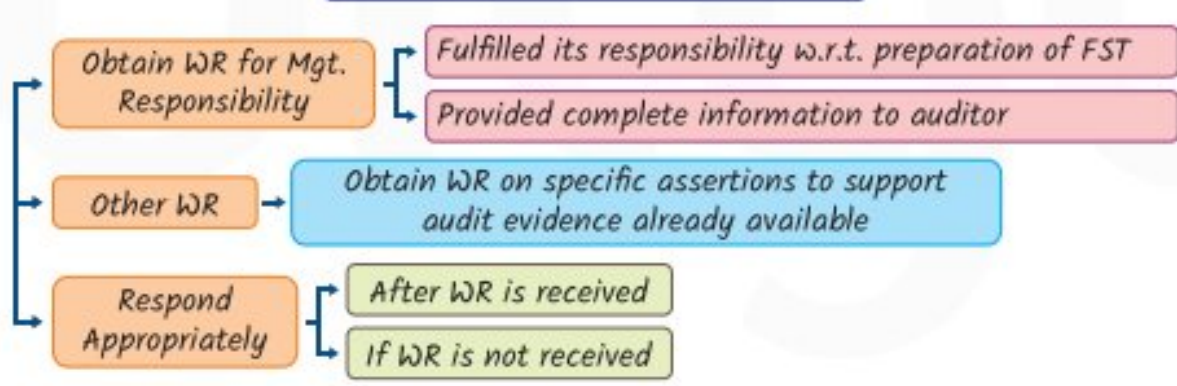 Obtain WR for Mgt.
Responsibility
Fulfilled its responsibility w.r.t. preparation of FST
Provided complete information to auditor
Other WR
Obtain WR on specific assertions to support
audit evidence already available
Respond
Appropriately
After WR is received
If WR is not received